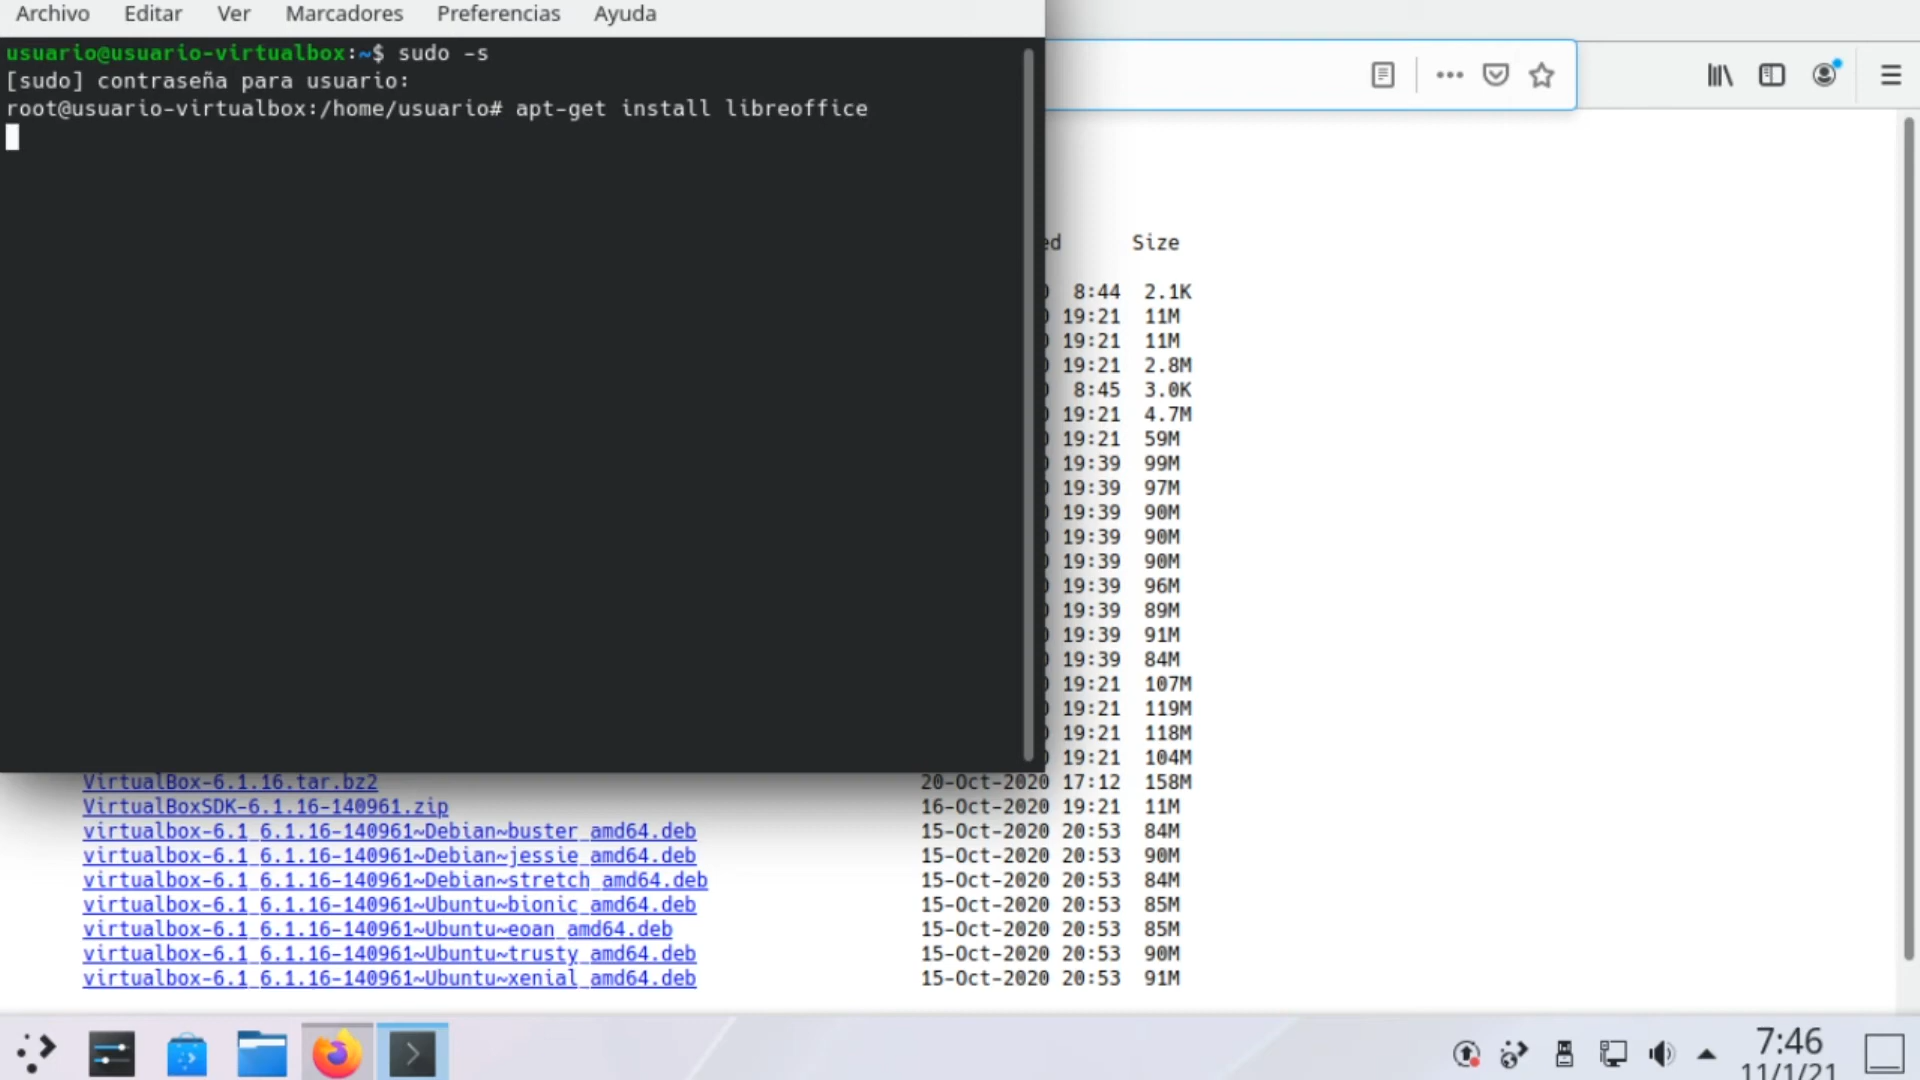 Archivo Editar Ver Marcadores Preferencias Ayuda
usuario@usuario-virtualbox:~$ sudo -s
[sudo] contraseña para usuario:
root@usuario-virtualbox:/home/usuario# apt-get install libreoffice
ed Size
8:44 2.1K
19:21 11M
19:21 11M
19:21 2.8M
8:45 3.0K
19:21 4.7M
19:21 59M
19:39 99M
19:39 97M
19:39 90M
19:39 90M
19:39 90M
19:39 96M
19:39 89M
19:39 91M
19:39 84M
19:21 107M
19:21 119M
19:21 118M
19:21 104M
VirtualBox-6.1.16.tar.bz2 20-Oct-2020 17:12 158M
VirtualBoxSDK-6.1.16-140961.zip 16-Oct-2020 19:21 11M
virtualbox-6.1_6.1.16-140961~Debian~buster_amd64.deb 15-Oct-2020 20:53 84M
virtualbox-6.1_6.1.16-140961~Debian~jessie_amd64.deb 15-Oct-2020 20:53 90M
virtualbox-6.1_6.1.16-140961~Debian~stretch_amd64.deb 15-Oct-2020 20:53 84M
virtualbox-6.1_6.1.16-140961~Ubuntu~bionic_amd64.deb 15-Oct-2020 20:53 85M
virtualbox-6.1_6.1.16-140961~Ubuntu~eoan_amd64.deb 15-Oct-2020 20:53 85M
virtualbox-6.1_6.1.16-140961~Ubuntu~trusty_amd64.deb 15-Oct-2020 20:53 90M
virtualbox-6.1_6.1.16-140961~Ubuntu~xenial_amd64.deb 15-Oct-2020 20:53 91M
7:46
11/1/21